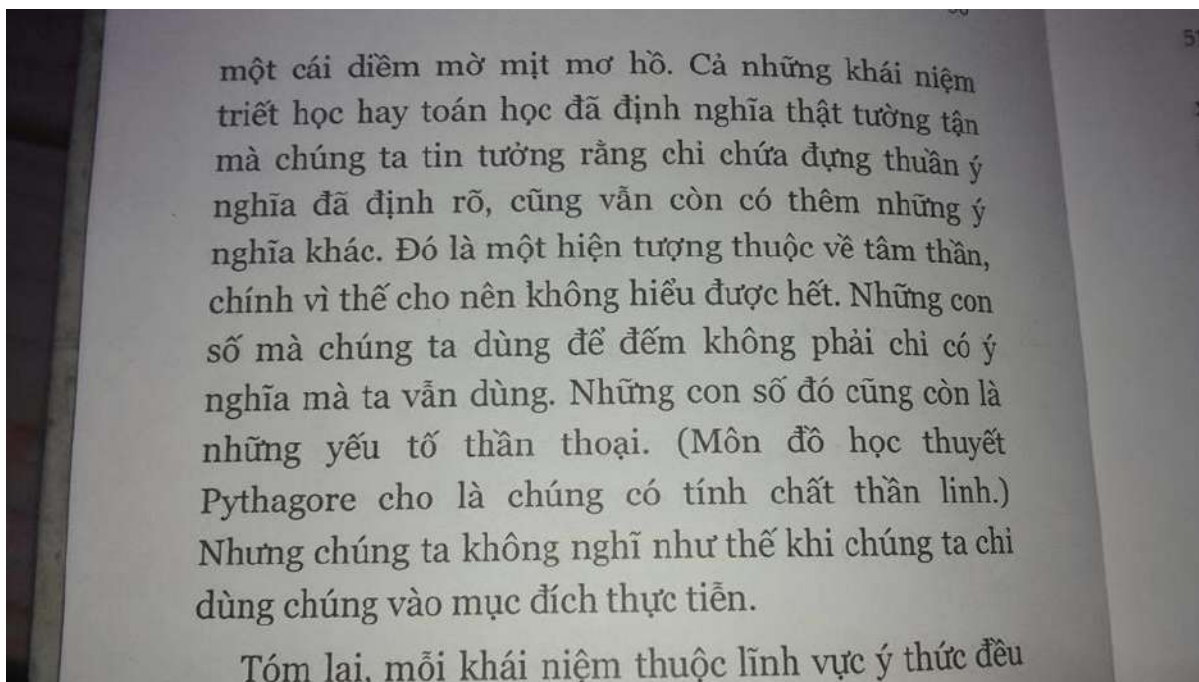 một cái diềm mờ mịt mơ hồ. Cả những khái niệm
triết học hay toán học đã định nghĩa thật tường tận
mà chúng ta tin tưởng rằng chỉ chứa đựng thuần ý
nghĩa đã định rõ, cũng vẫn còn có thêm những ý
nghĩa khác. Đó là một hiện tượng thuộc về tâm thần,
chính vì thế cho nên không hiểu được hết. Những con
số mà chúng ta dùng để đếm không phải chỉ có ý
nghĩa mà ta vẫn dùng. Những con số đó cũng còn là
những yếu tố thần thoại. (Môn đồ học thuyết
Pythagore cho là chúng có tính chất thần linh.)
Nhưng chúng ta không nghĩ như thế khi chúng ta chỉ
dùng chúng vào mục đích thực tiễn.
Tóm lại, mỗi khái niệm thuộc lĩnh vực ý thức đều